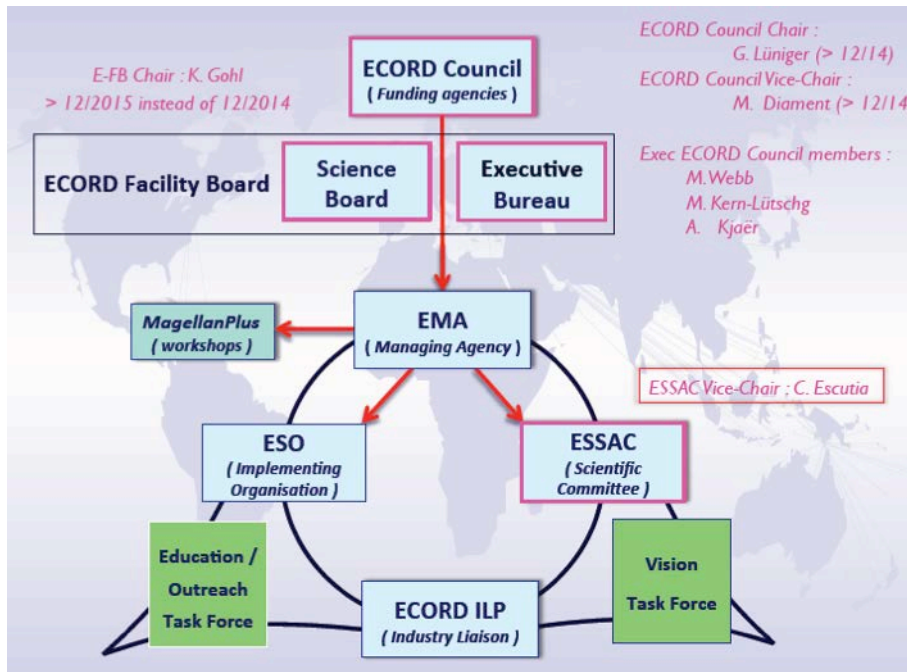 ECORD Council Chair :
G. Lüniger (> 12/14)
ECORD Council Vice-Chair :
M. Diament (> 12/14
E-FB Chair : K. Gohl
> 12/2015 instead of 12/2014
ECORD Council
( Funding agencies )
Exec ECORD Council members :
M. Webb
M. Kern-Lütschg
A. Kjaër
ECORD Facility Board
Science
Board
Executive
Bureau
MagellanPlus
( workshops )
EMA
( Managing Agency )
ESSAC Vice-Chair : C. Escutia
ESO
( Implementing
Organisation )
ESSAC
( Scientific
Committee )
Education /
Outreach
Task Force
Vision
Task Force
ECORD ILP
( Industry Liaison )